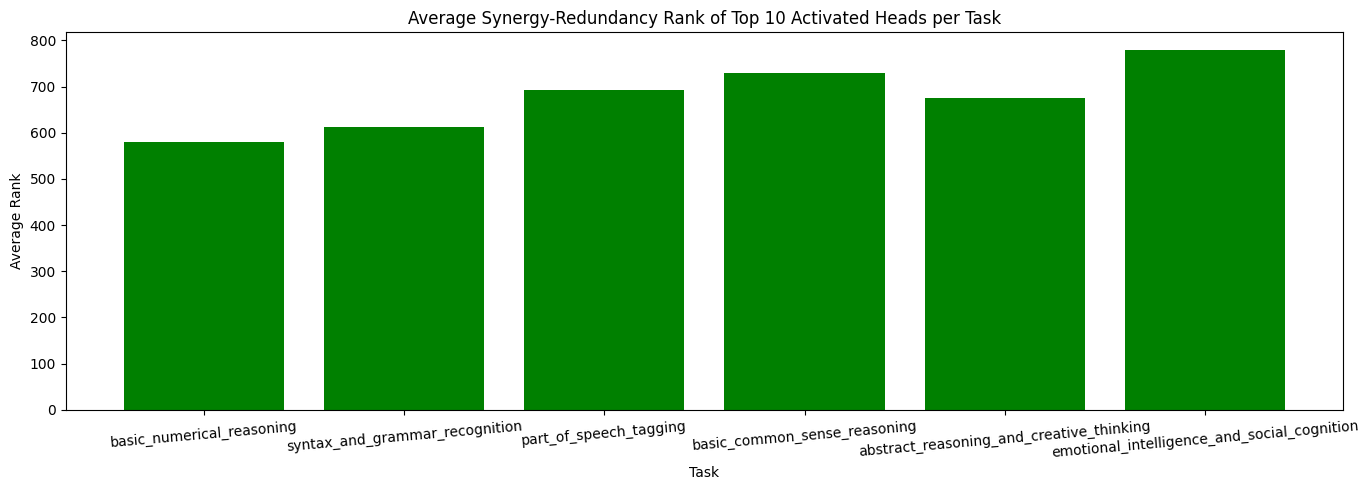 Average Synergy-Redundancy Rank of Top 10 Activated Heads per Task
800
700
600
500
400
300
200
100
0
Average Rank
basic_numerical_reasoning
syntax_and_grammar_recognition
part_of_speech_tagging
basic_common_sense_reasoning
abstract_reasoning_and_creative_thinking
emotional_intelligence_and_social_cognition
Task